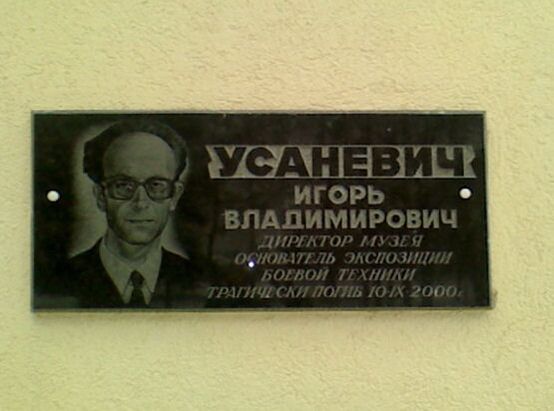 УСАНЕВИЧ
ИГОРЬ
ВЛАДИМИРОВИЧ
ДИРЕКТОР МУЗЕЯ
ОСНОВАТЕЛЬ ЭКСПОЗИЦИИ
БОЕВОЙ ТЕХНИКИ
ТРАГИЧЕСКИ ПОГИБ 10·IX·2000г.